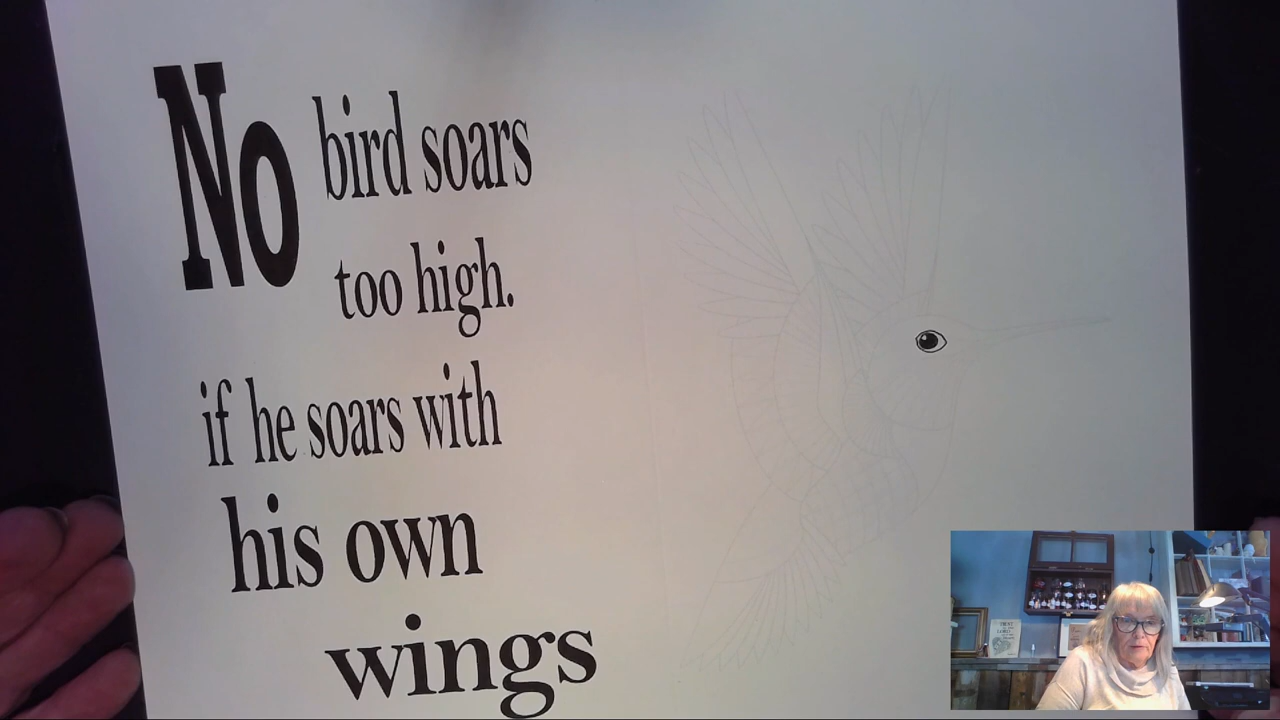 No bird soars
too high.
if he soars with
his own
wings